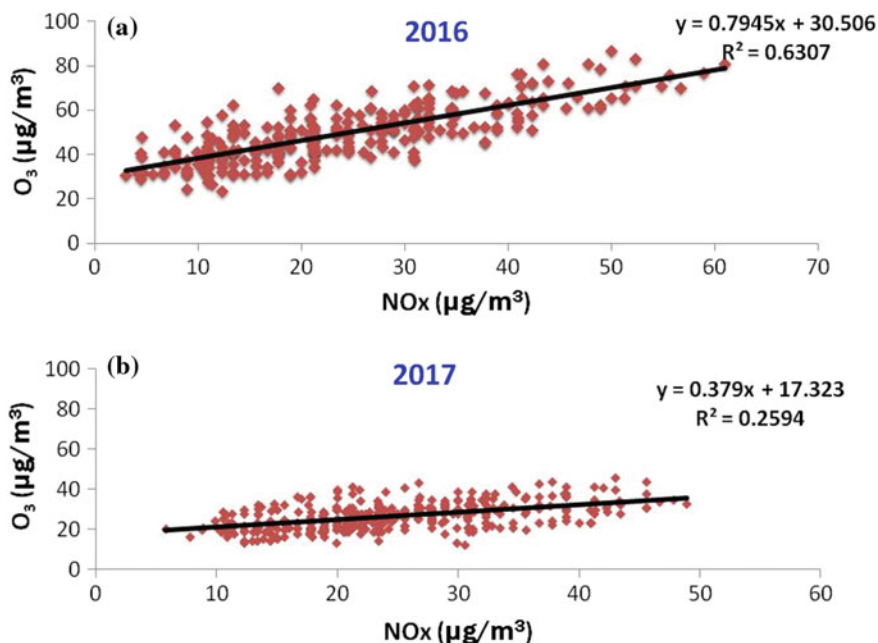 (a)
2016
y = 0.7945x + 30.506
R² = 0.6307
O₃ (µg/m³)
100
80
60
40
20
0
0 10 20 30 40 50 60 70
NOx (µg/m³)
(b)
2017
y = 0.379x + 17.323
R² = 0.2594
O₃ (µg/m³)
100
80
60
40
20
0
0 10 20 30 40 50 60
NOx (µg/m³)